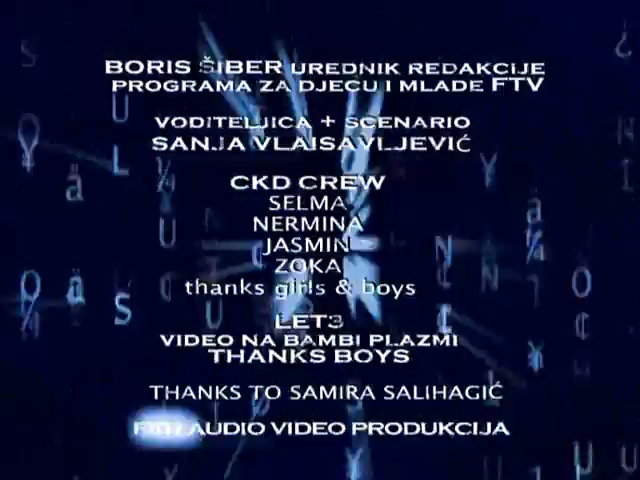 BORIS ŠIBER UREDNIK REDAKCIJE
PROGRAMA ZA DJECU I MLADE FTV
VODITELJICA + SCENARIO
SANJA VLAISAVLJEVIĆ
CKD CREW
SELMA
NERMINA
JASMIN
ZOKA
thanks girls & boys
LET3
VIDEO NA BAMBI PLAZMI
THANKS BOYS
THANKS TO SAMIRA SALIHAGIĆ
AUDIO VIDEO PRODUKCIJA